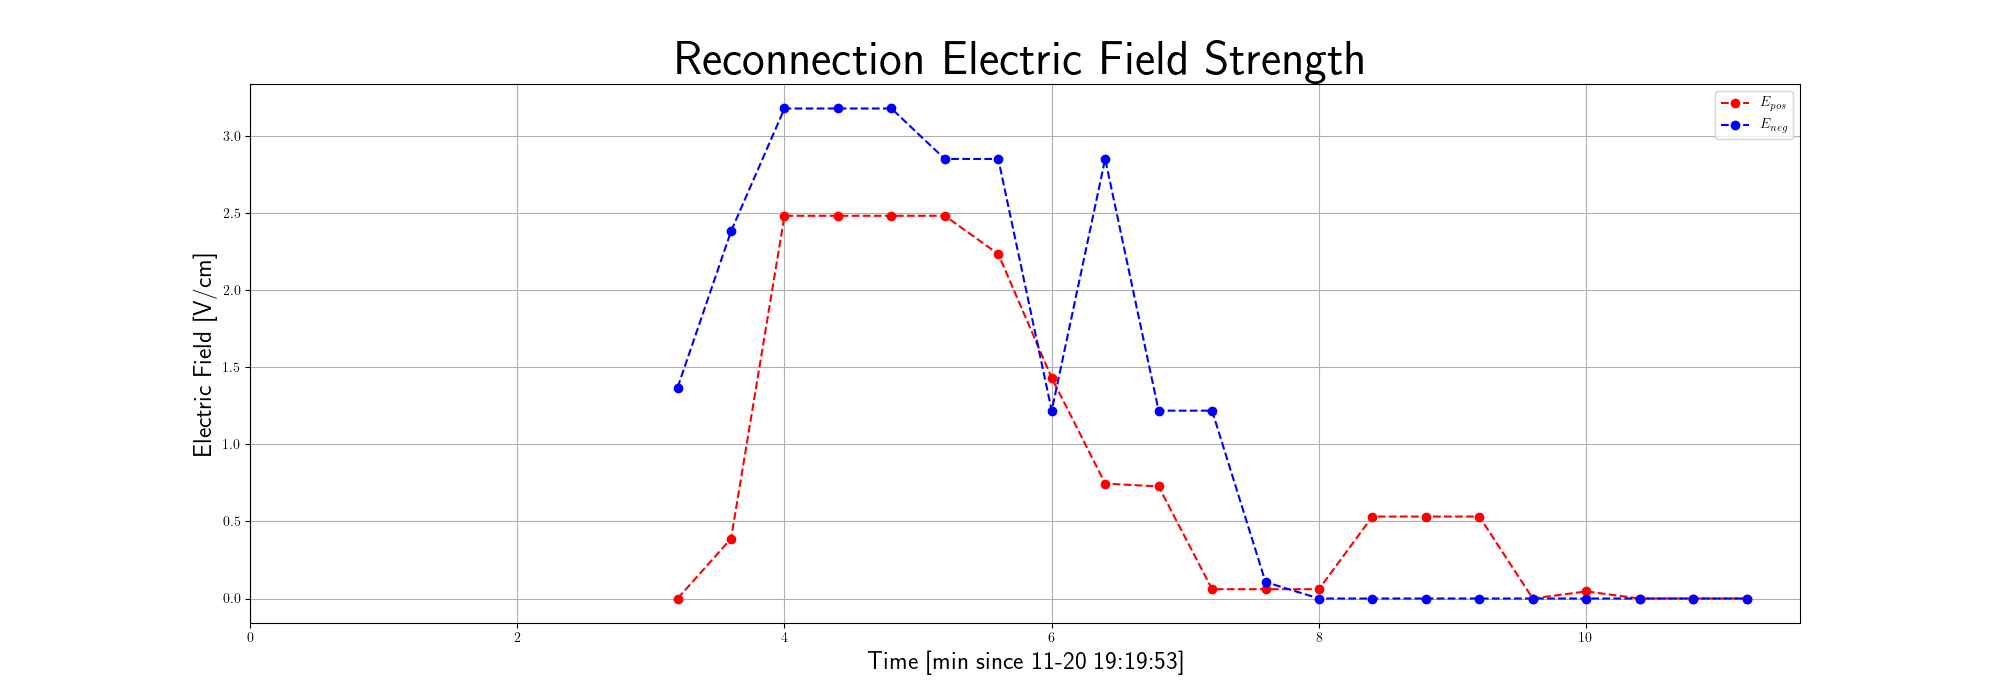 Reconnection Electric Field Strength
E_pos
E_neg
3.0
2.5
2.0
1.5
1.0
0.5
0.0
Electric Field [V/cm]
0 2 4 6 8 10
Time [min since 11-20 19:19:53]